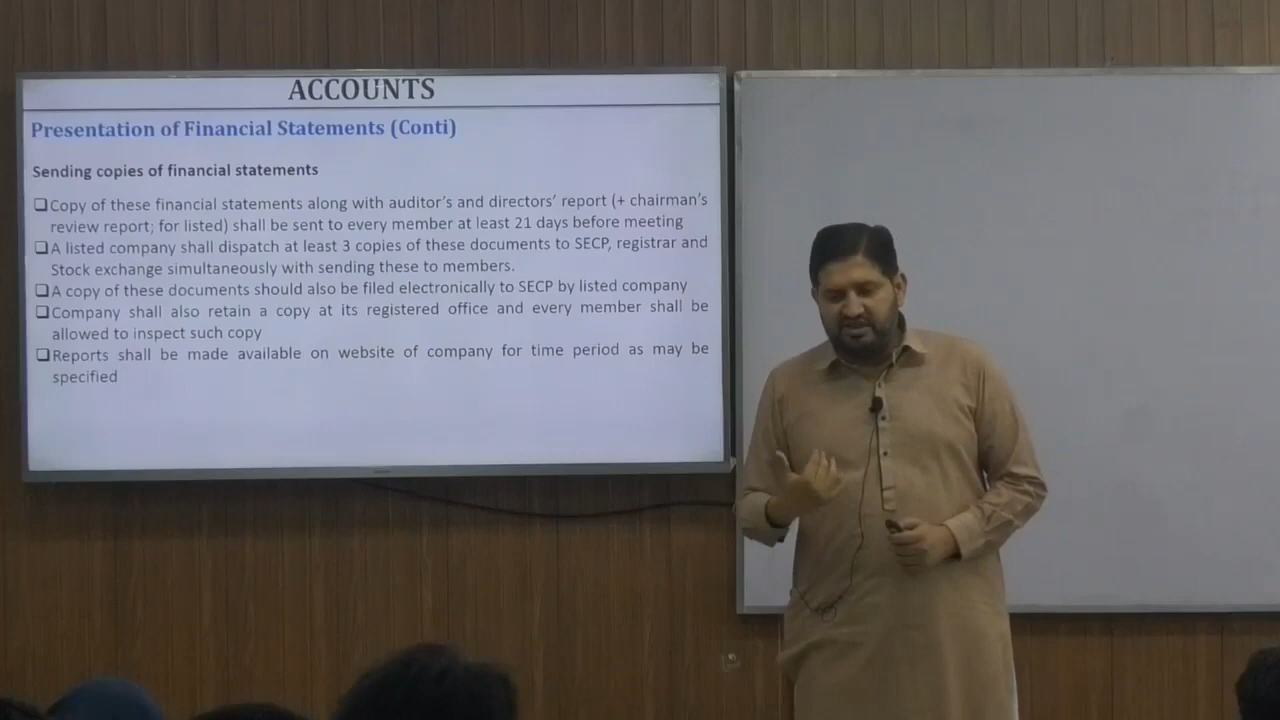 ACCOUNTS
Presentation of Financial Statements (Conti)
Sending copies of financial statements
❑Copy of these financial statements along with auditor's and directors' report (+ chairman's
review report; for listed) shall be sent to every member at least 21 days before meeting
❑A listed company shall dispatch at least 3 copies of these documents to SECP, registrar and
Stock exchange simultaneously with sending these to members.
❑A copy of these documents should also be filed electronically to SECP by listed company
❑Company shall also retain a copy at its registered office and every member shall be
allowed to inspect such copy
❑Reports shall be made available on website of company for time period as may be
specified